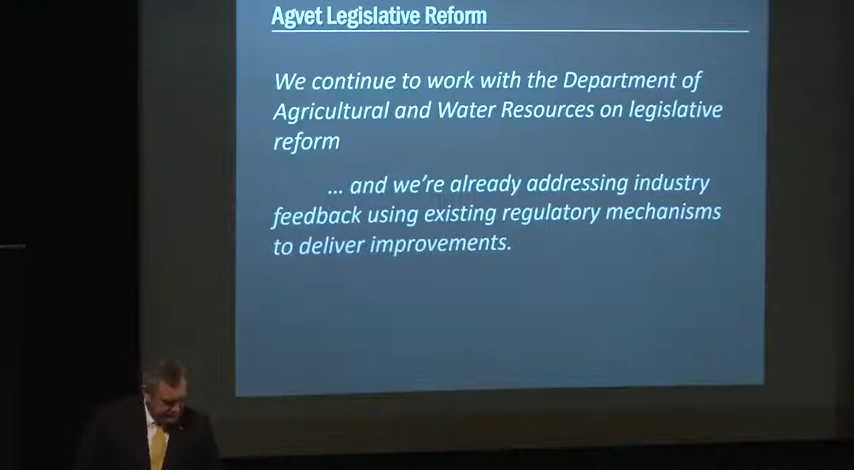 Agvet Legislative Reform
We continue to work with the Department of
Agricultural and Water Resources on legislative
reform
... and we're already addressing industry
feedback using existing regulatory mechanisms
to deliver improvements.